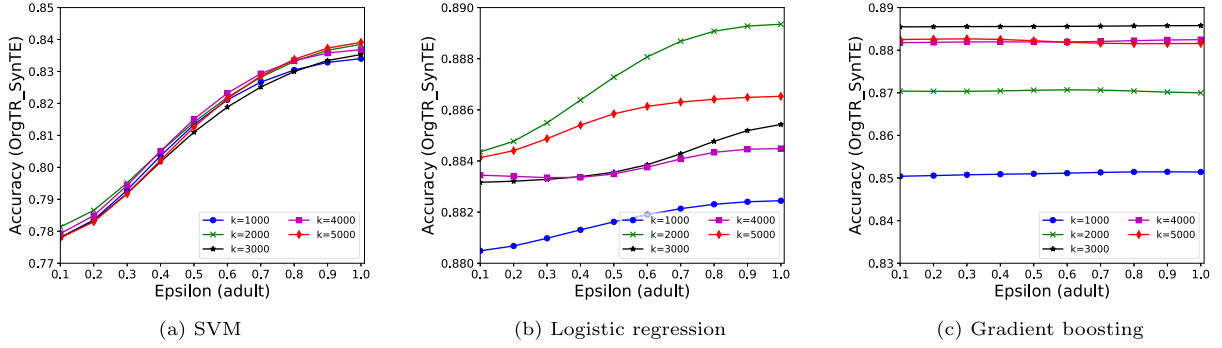 Accuracy (OrgTR_SynTE)
0.85
0.84
0.83
0.82
0.81
0.80
0.79
0.78
0.77
k=1000
k=2000
k=3000
k=4000
k=5000
0.1 0.2 0.3 0.4 0.5 0.6 0.7 0.8 0.9 1.0
Epsilon (adult)
(a) SVM
Accuracy (OrgTR_SynTE)
0.890
0.888
0.886
0.884
0.882
0.880
k=1000
k=2000
k=3000
k=4000
k=5000
0.1 0.2 0.3 0.4 0.5 0.6 0.7 0.8 0.9 1.0
Epsilon (adult)
(b) Logistic regression
Accuracy (OrgTR_SynTE)
0.89
0.88
0.87
0.86
0.85
0.84
0.83
k=1000
k=2000
k=3000
k=4000
k=5000
0.1 0.2 0.3 0.4 0.5 0.6 0.7 0.8 0.9 1.0
Epsilon (adult)
(c) Gradient boosting